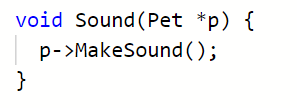 void Sound(Pet *p) {
  p->MakeSound();
}